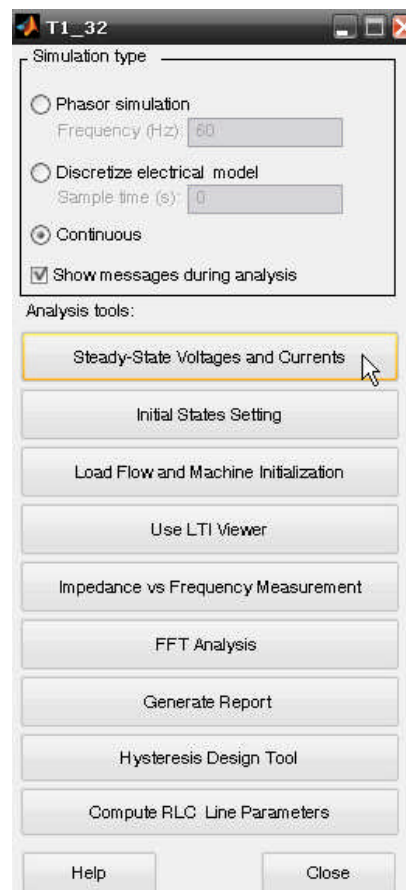 T1_32
Simulation type
Phasor simulation
Frequency (Hz): 60
Discretize electrical model
Sample time (s): 0
Continuous
Show messages during analysis
Analysis tools:
Steady-State Voltages and Currents
Initial States Setting
Load Flow and Machine Initialization
Use LTI Viewer
Impedance vs Frequency Measurement
FFT Analysis
Generate Report
Hysteresis Design Tool
Compute RLC Line Parameters
Help Close